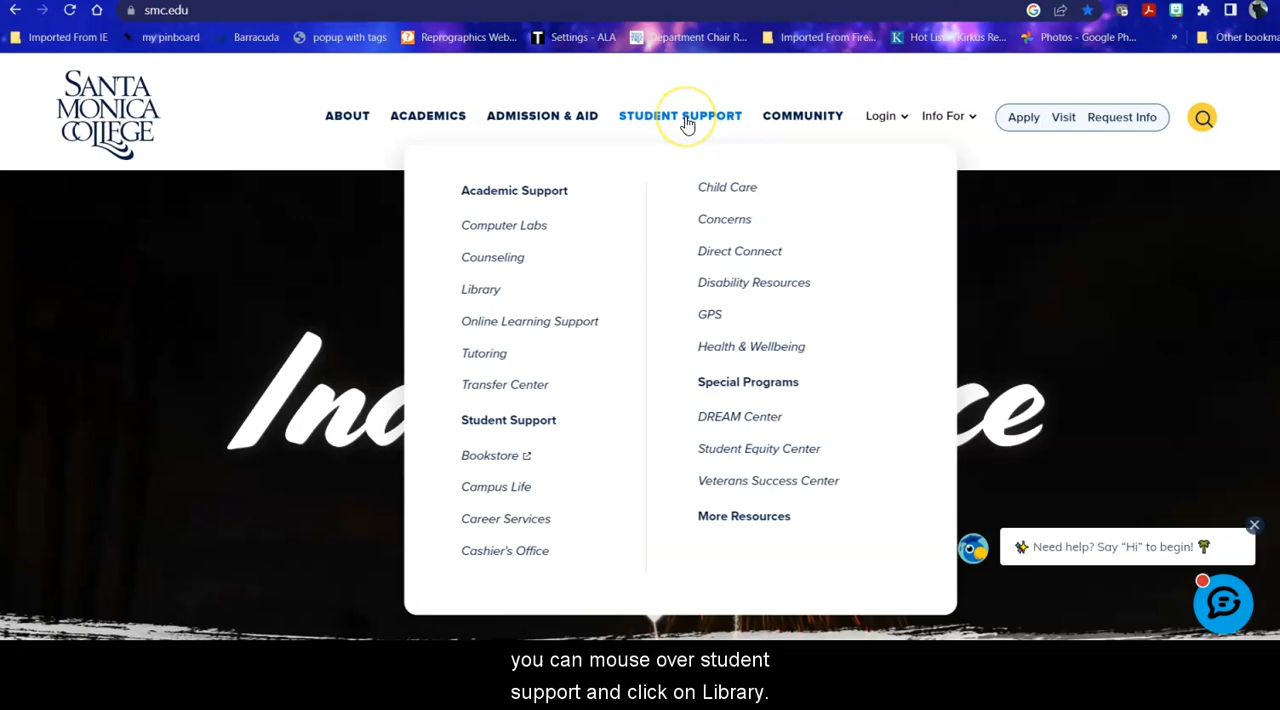 smc.edu
Imported From IE
my pinboard
Barracuda
popup with tags
Reprographics Web...
Settings - ALA
Department Chair R...
Imported From Fire...
Hot List | Kirkus Re...
Photos - Google Ph...
»
Other bookma
SANTA
MONICA
COLLEGE
ABOUT
ACADEMICS
ADMISSION & AID
STUDENT SUPPORT
COMMUNITY
Login
Info For
Apply
Visit
Request Info
Academic Support
Computer Labs
Counseling
Library
Online Learning Support
Tutoring
Transfer Center
Student Support
Bookstore
Campus Life
Career Services
Cashier's Office
Child Care
Concerns
Direct Connect
Disability Resources
GPS
Health & Wellbeing
Special Programs
DREAM Center
Student Equity Center
Veterans Success Center
More Resources
Need help? Say "Hi" to begin!
you can mouse over student
support and click on Library.